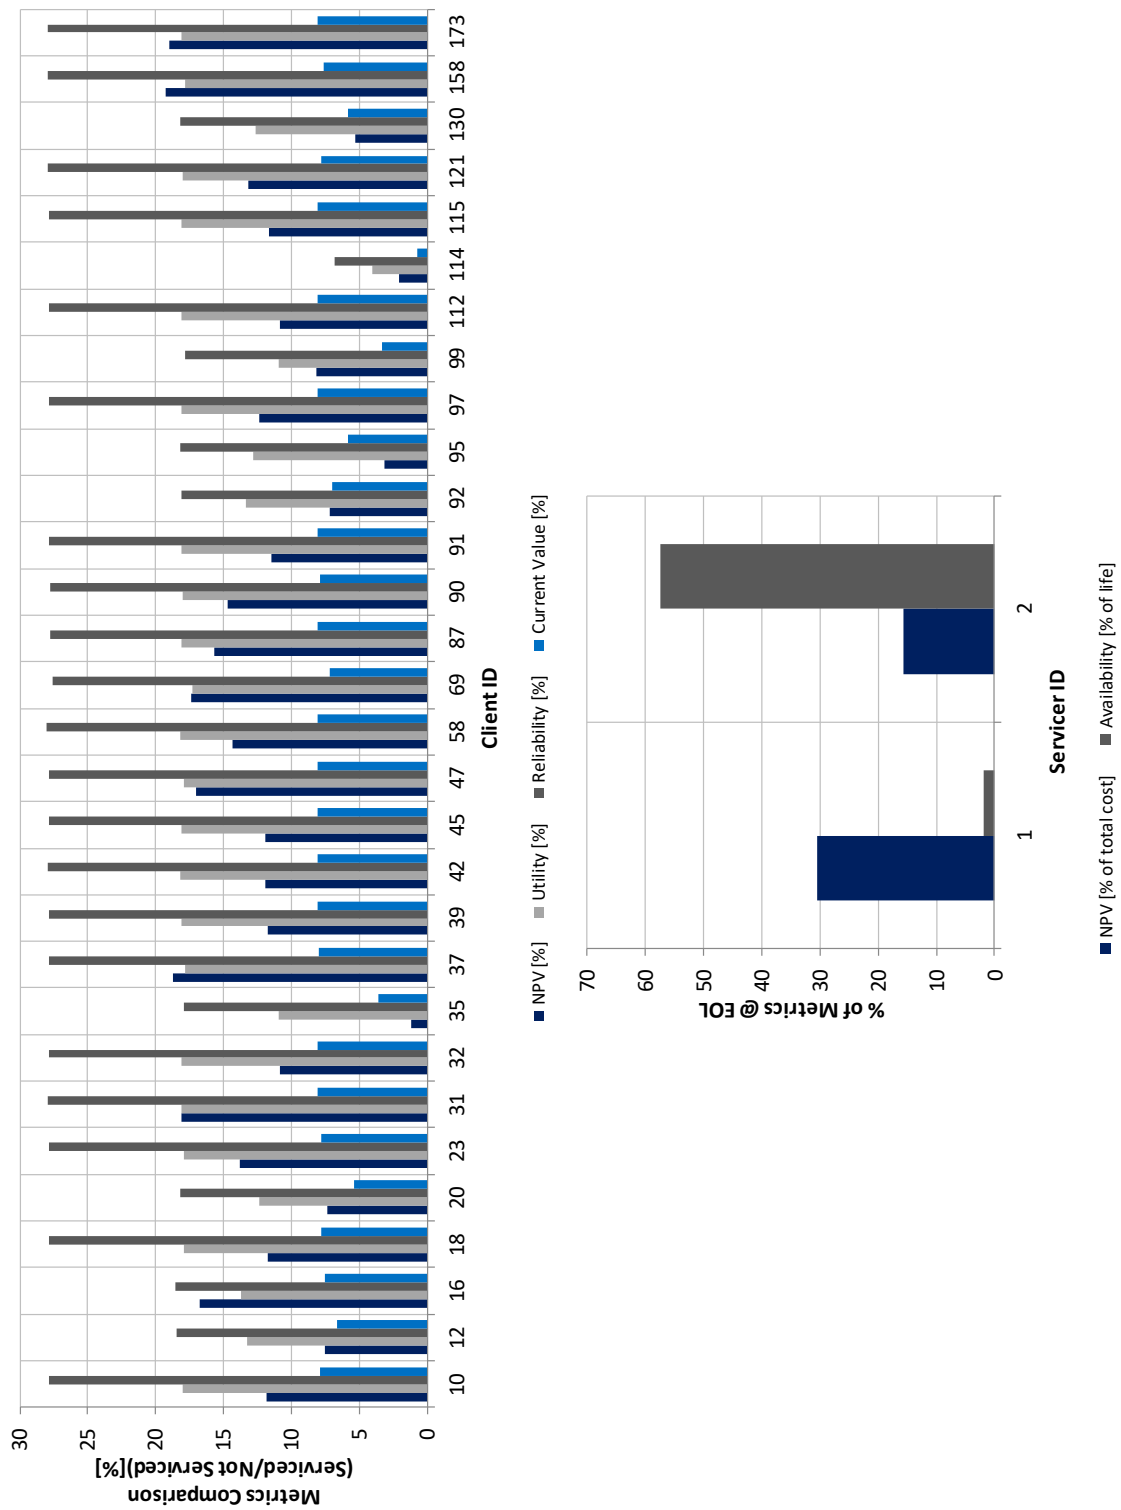 30
25
20
15
10
5
0
Metrics Comparison
(Serviced/Not Serviced)[%]
10 12 16 18 20 23 31 32 35 37 39 42 45 47 58 69 87 90 91 92 95 97 99 112 114 115 121 130 158 173
Client ID
NPV [%] Utility [%] Reliability [%] Current Value [%]
70
60
50
40
30
20
10
0
% of Metrics @ EOL
1 2
Servicer ID
NPV [% of total cost] Availability [% of life]